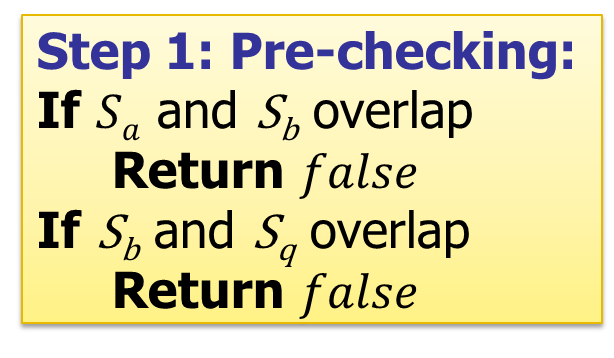 Step 1: Pre-checking:
If S_a and S_b overlap
Return false
If S_b and S_q overlap
Return false